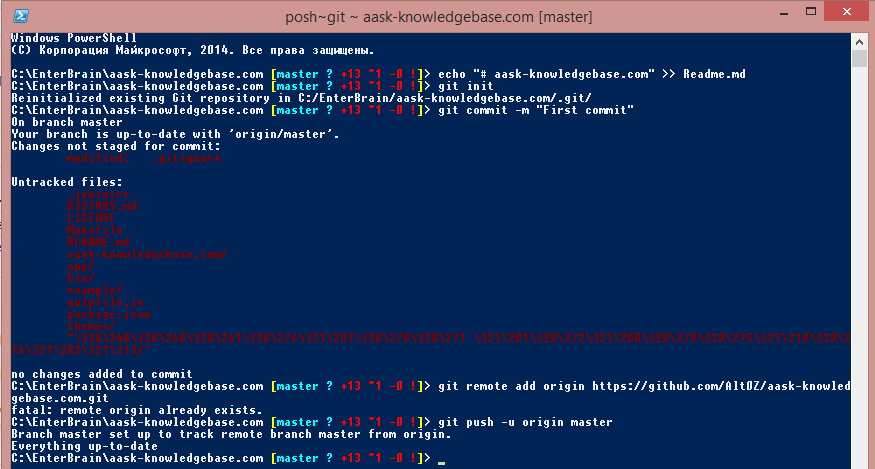 posh~git ~ aask-knowledgebase.com [master]
Windows PowerShell
(C) Корпорация Майкрософт, 2014. Все права защищены.
C:\EnterBrain\aask-knowledgebase.com [master ? +13 ~1 -0 !]> echo "# aask-knowledgebase.com" >> Readme.md
C:\EnterBrain\aask-knowledgebase.com [master ? +13 ~1 -0 !]> git init
Reinitialized existing Git repository in C:/EnterBrain/aask-knowledgebase.com/.git/
C:\EnterBrain\aask-knowledgebase.com [master ? +13 ~1 -0 !]> git commit -m "First commit"
On branch master
Your branch is up-to-date with 'origin/master'.
Changes not staged for commit:
modified: .gitignore
Untracked files:
.jshintrc
HISTORY.md
LICENSE
Makefile
README.md
aask-knowledgebase.com/
app/
bin/
example/
gulpfile.js
package.json
themes/
no changes added to commit
C:\EnterBrain\aask-knowledgebase.com [master ? +13 ~1 -0 !]> git remote add origin https://github.com/AltOZ/aask-knowled
gebase.com.git
fatal: remote origin already exists.
C:\EnterBrain\aask-knowledgebase.com [master ? +13 ~1 -0 !]> git push -u origin master
Branch master set up to track remote branch master from origin.
Everything up-to-date
C:\EnterBrain\aask-knowledgebase.com [master ? +13 ~1 -0 !]>